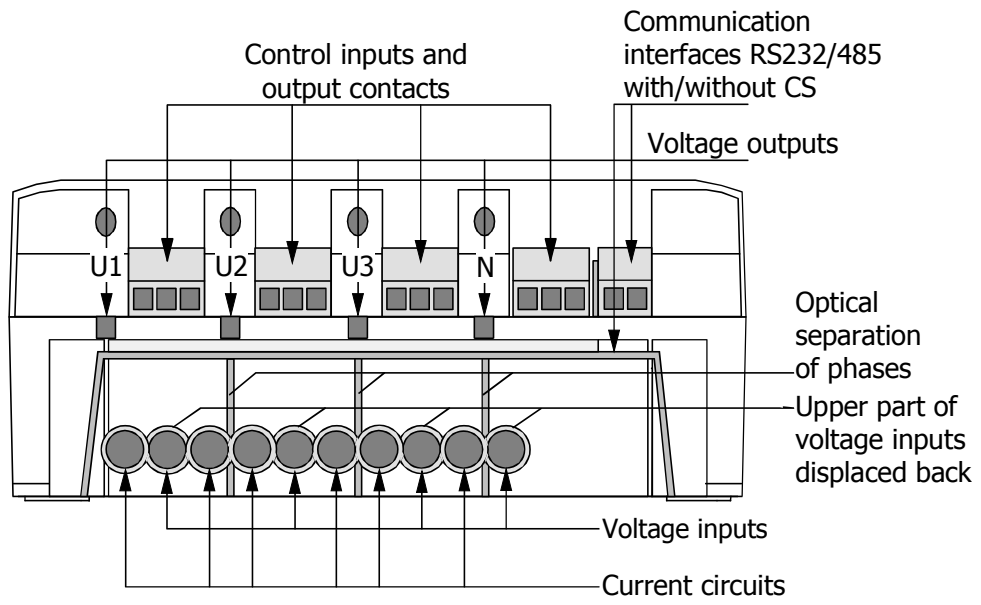 Communication
interfaces RS232/485
with/without CS
Control inputs and
output contacts
Voltage outputs
U1
U2
U3
N
Optical
separation
of phases
Upper part of
voltage inputs
displaced back
Voltage inputs
Current circuits